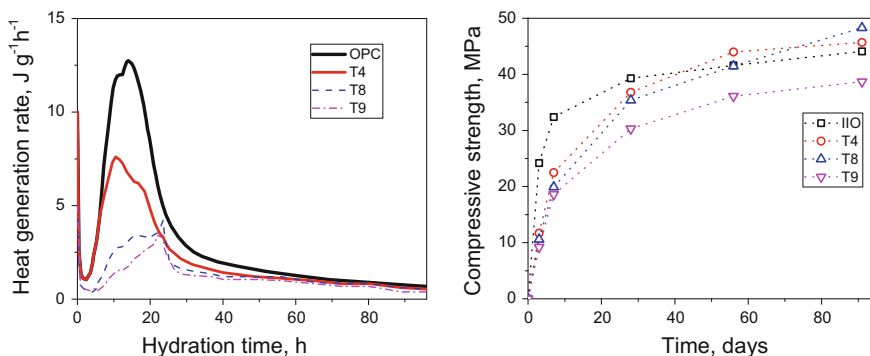 Heat generation rate, J g⁻¹h⁻¹
15
10
5
0
0
20
40
60
80
Hydration time, h
OPC
T4
T8
T9
Compressive strength, MPa
50
40
30
20
10
0
0
20
40
60
80
Time, days
IIO
T4
T8
T9